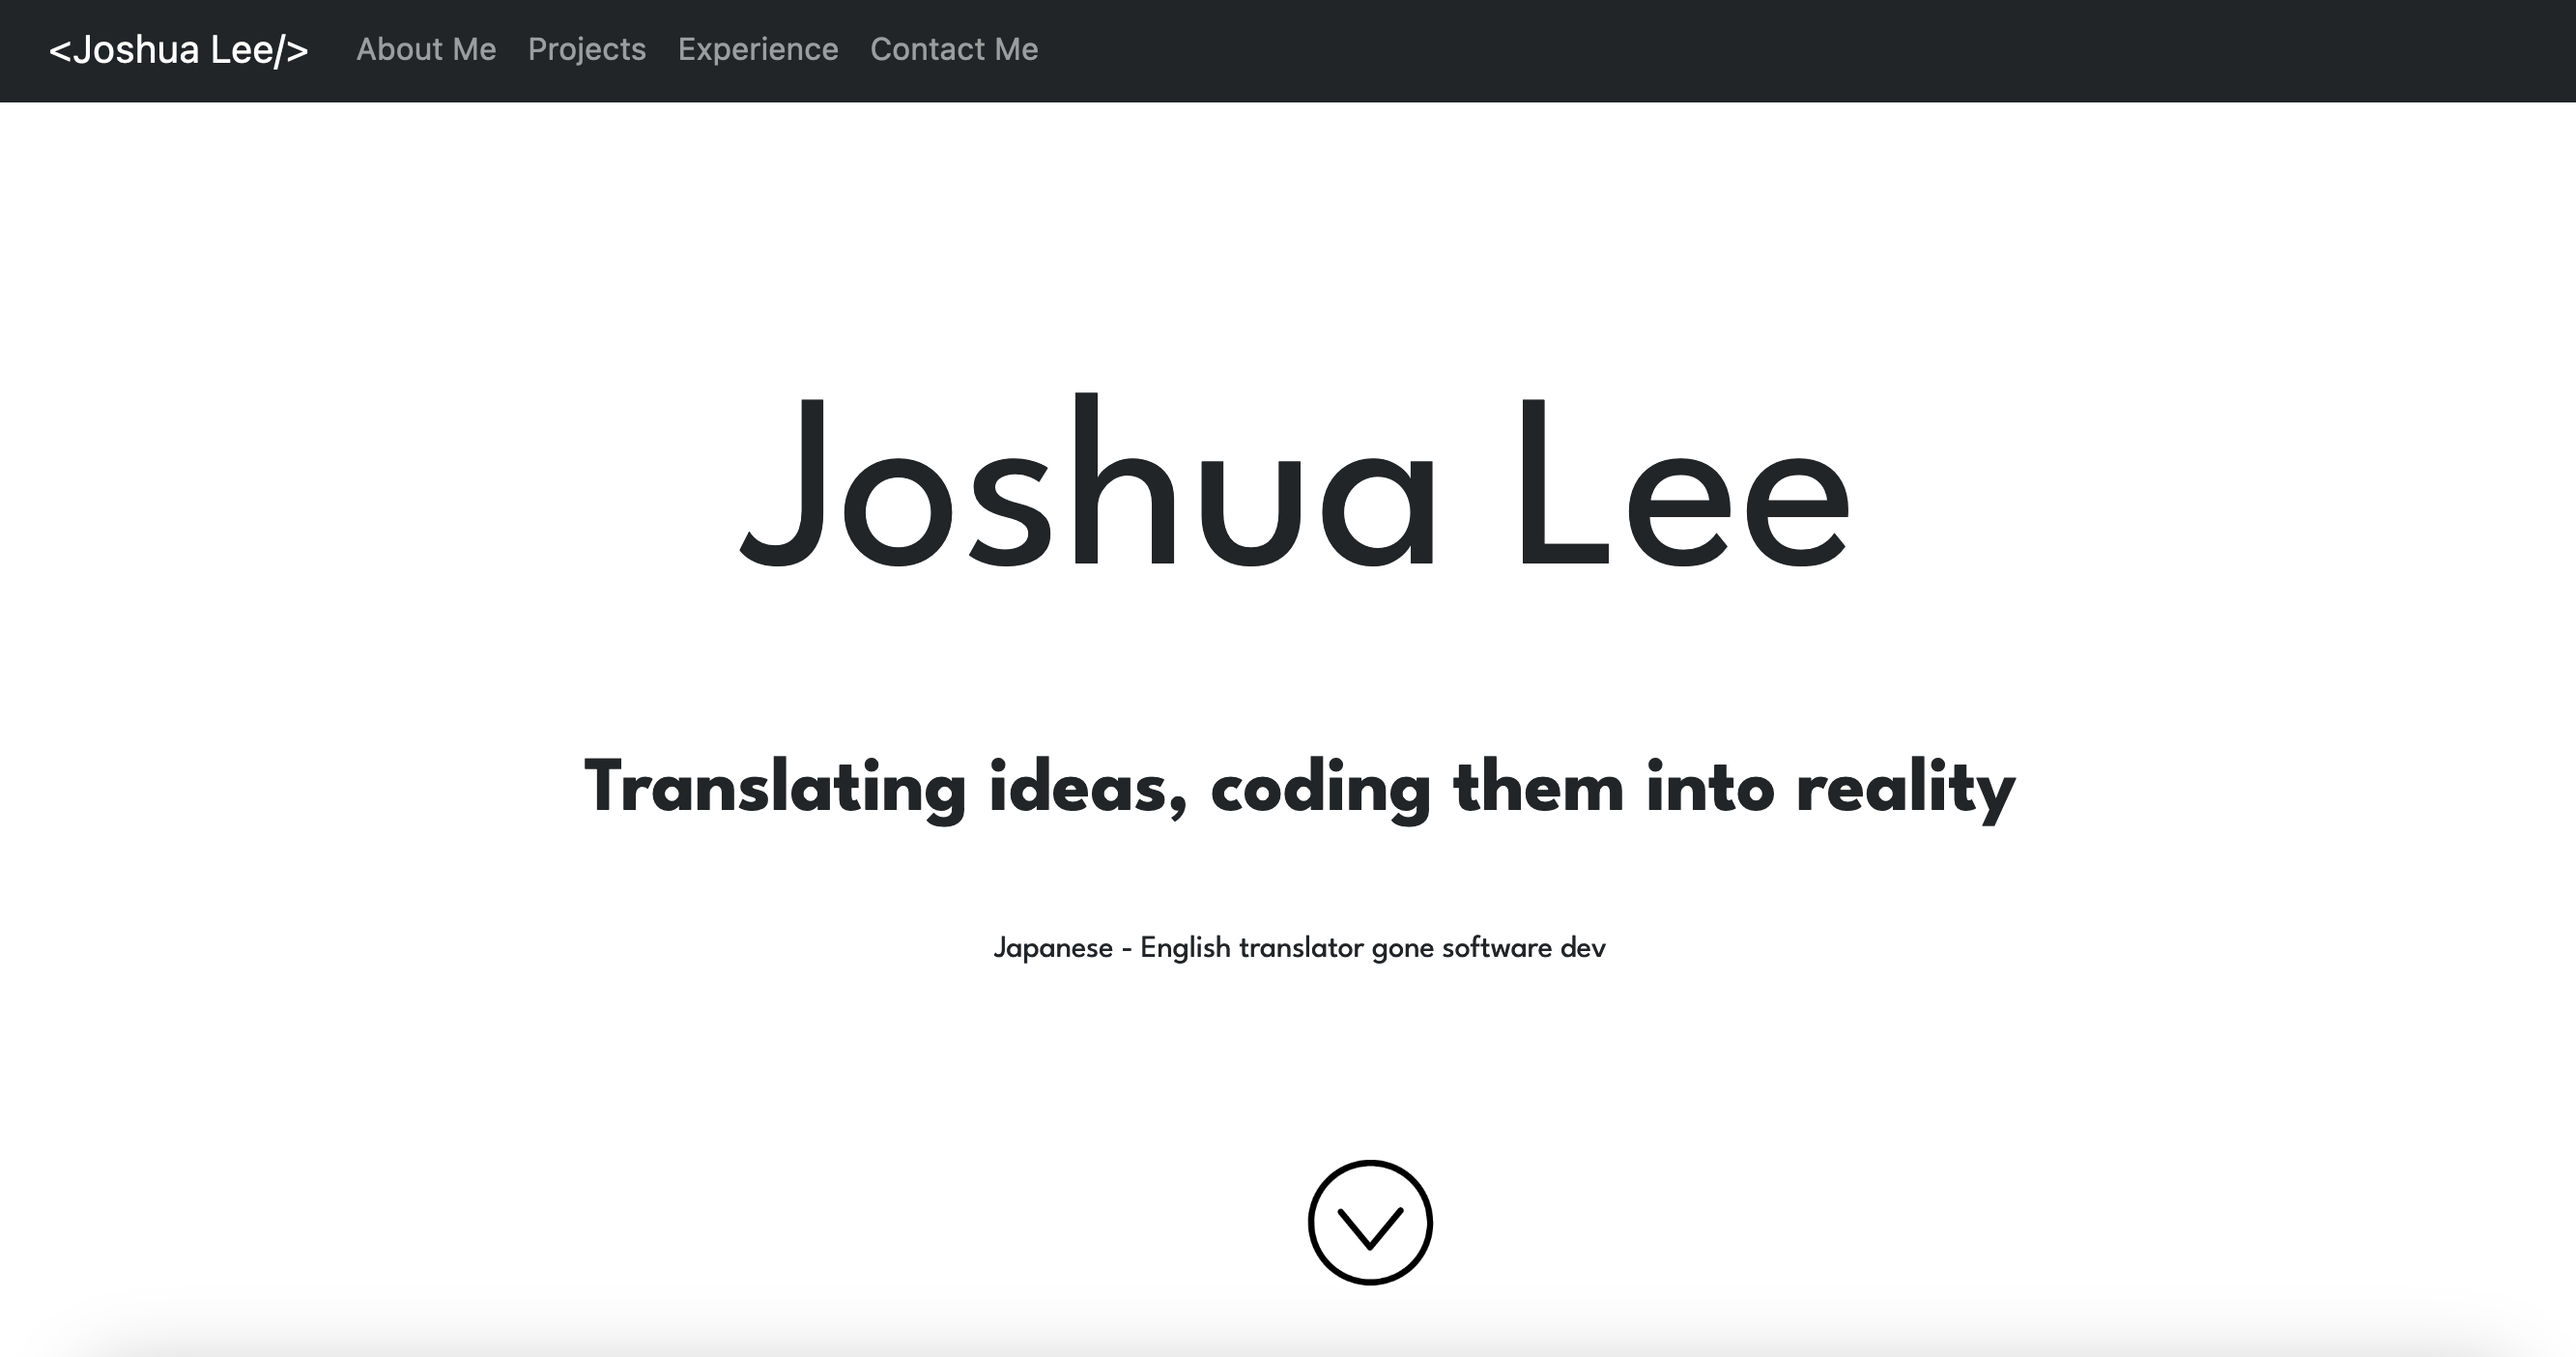 <Joshua Lee/> About Me Projects Experience Contact Me
Joshua Lee
Translating ideas, coding them into reality
Japanese - English translator gone software dev